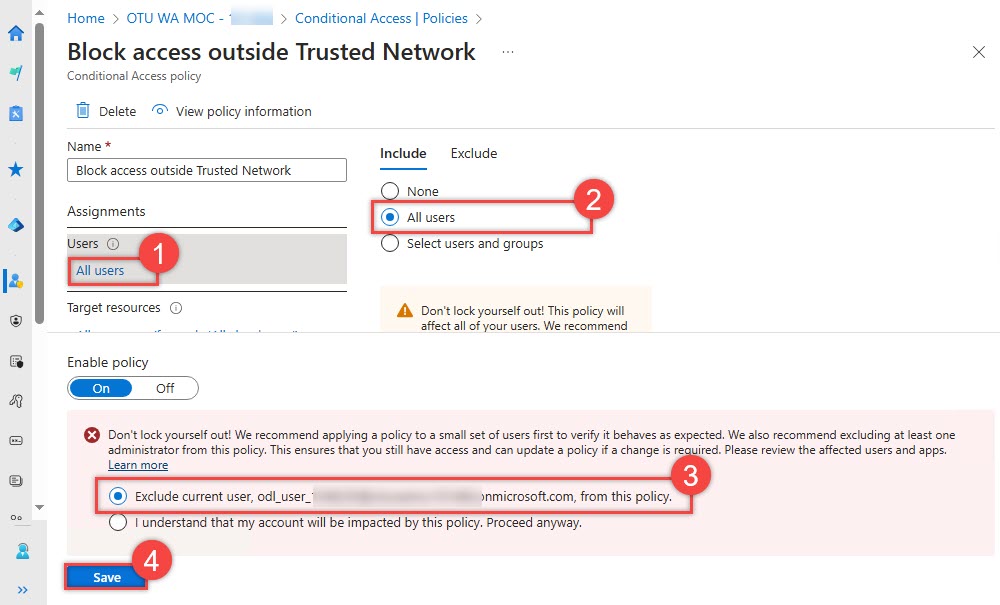 Home > OTU WA MOC - > Conditional Access | Policies >
Block access outside Trusted Network ...
Conditional Access policy
Delete View policy information
Name *
Block access outside Trusted Network
Assignments
Users
1
All users
Target resources
Include Exclude
None
All users
2
Select users and groups
Don't lock yourself out! This policy will
affect all of your users. We recommend
Enable policy
On Off
Don't lock yourself out! We recommend applying a policy to a small set of users first to verify it behaves as expected. We also recommend excluding at least one
administrator from this policy. This ensures that you still have access and can update a policy if a change is required. Please review the affected users and apps.
Learn more
3
Exclude current user, odl_user_ onmicrosoft.com, from this policy.
I understand that my account will be impacted by this policy. Proceed anyway.
4
Save